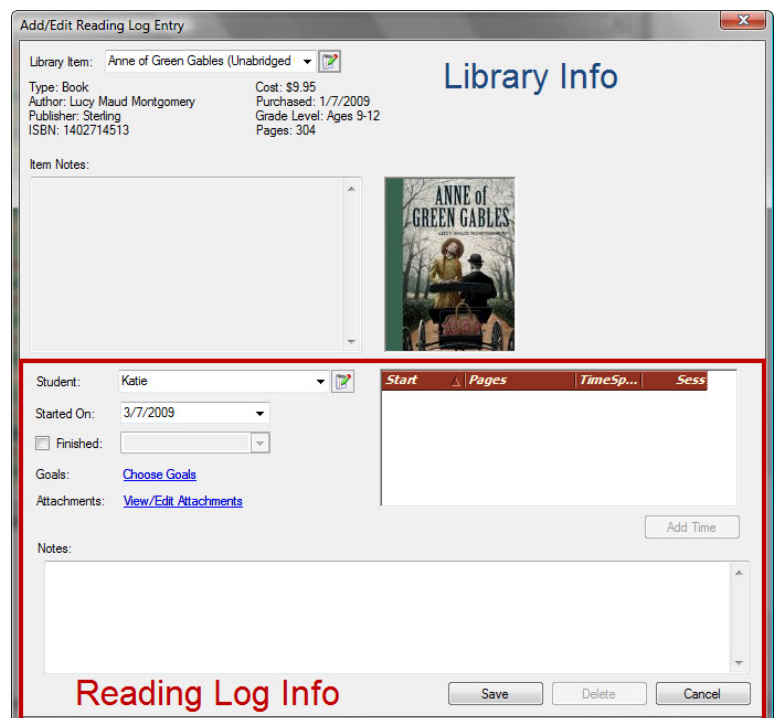 Add/Edit Reading Log Entry
Library Item: Anne of Green Gables (Unabridged
Library Info
Type: Book
Author: Lucy Maud Montgomery
Publisher: Sterling
ISBN: 1402714513
Cost: $9.95
Purchased: 1/7/2009
Grade Level: Ages 9-12
Pages: 304
Item Notes:
ANNE of
GREEN GABLES
LUCY MAUD MONTGOMERY
Student: Katie
Started On: 3/7/2009
Finished:
Goals: Choose Goals
Attachments: View/Edit Attachments
Start Pages TimeSp... Sess
Add Time
Notes:
Reading Log Info
Save Delete Cancel